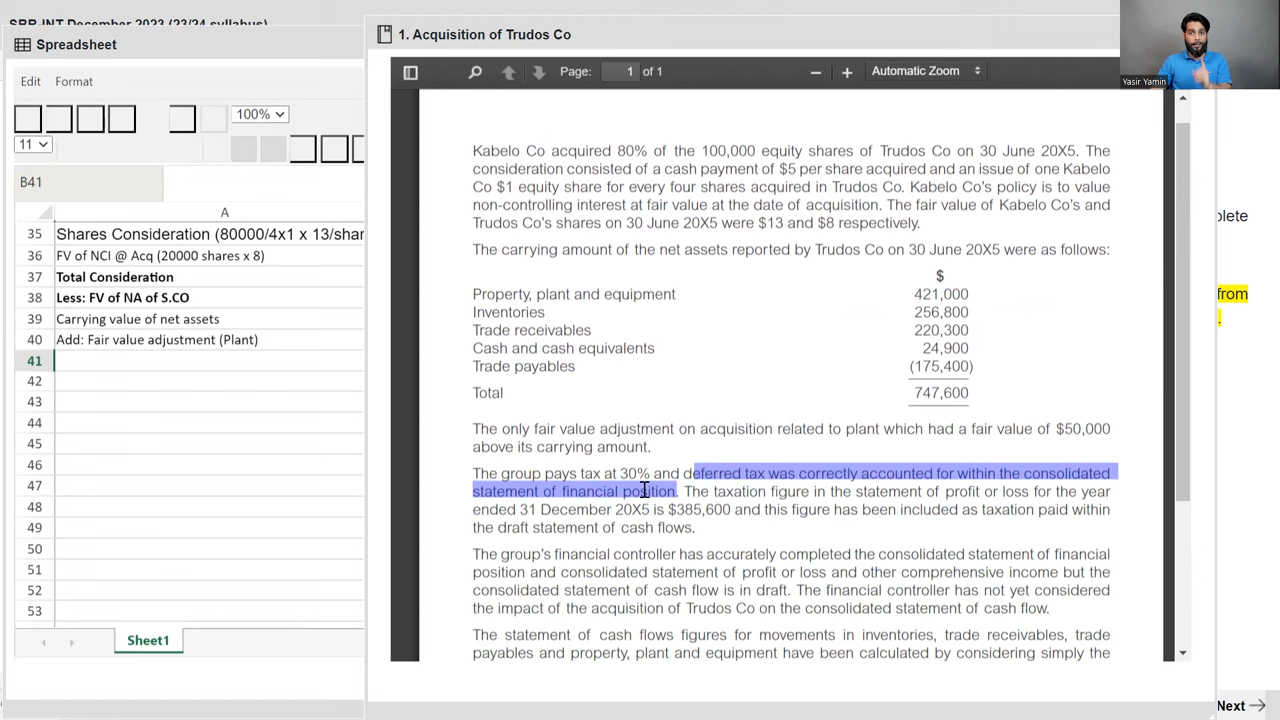 SBR-INT December 2023 (23/24 syllabus)
Spreadsheet
Edit Format
100%
11
B41
A
35 Shares Consideration (80000/4x1 x 13/shar
36 FV of NCI @ Acq (20000 shares x 8)
37 Total Consideration
38 Less: FV of NA of S.CO
39 Carrying value of net assets
40 Add: Fair value adjustment (Plant)
41
42
43
44
45
46
47
48
49
50
51
52
53
Sheet1
1. Acquisition of Trudos Co
Page: 1 of 1
Automatic Zoom
Kabelo Co acquired 80% of the 100,000 equity shares of Trudos Co on 30 June 20X5. The
consideration consisted of a cash payment of $5 per share acquired and an issue of one Kabelo
Co $1 equity share for every four shares acquired in Trudos Co. Kabelo Co's policy is to value
non-controlling interest at fair value at the date of acquisition. The fair value of Kabelo Co's and
Trudos Co's shares on 30 June 20X5 were $13 and $8 respectively.
The carrying amount of the net assets reported by Trudos Co on 30 June 20X5 were as follows:
$
Property, plant and equipment 421,000
Inventories 256,800
Trade receivables 220,300
Cash and cash equivalents 24,900
Trade payables (175,400)
Total 747,600
The only fair value adjustment on acquisition related to plant which had a fair value of $50,000
above its carrying amount.
The group pays tax at 30% and deferred tax was correctly accounted for within the consolidated
statement of financial position. The taxation figure in the statement of profit or loss for the year
ended 31 December 20X5 is $385,600 and this figure has been included as taxation paid within
the draft statement of cash flows.
The group's financial controller has accurately completed the consolidated statement of financial
position and consolidated statement of profit or loss and other comprehensive income but the
consolidated statement of cash flow is in draft. The financial controller has not yet considered
the impact of the acquisition of Trudos Co on the consolidated statement of cash flow.
The statement of cash flows figures for movements in inventories, trade receivables, trade
payables and property, plant and equipment have been calculated by considering simply the
Yasir Yamin
plete
from
.
Next